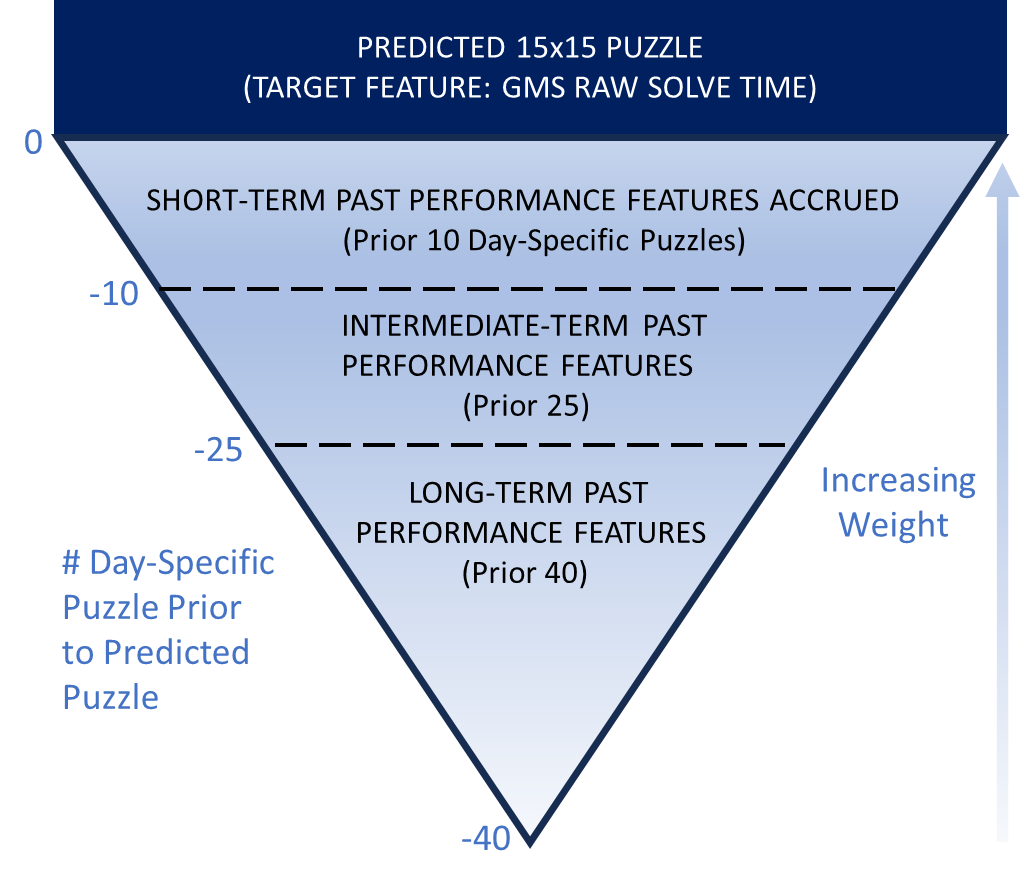 PREDICTED 15x15 PUZZLE
(TARGET FEATURE: GMS RAW SOLVE TIME)
0
SHORT-TERM PAST PERFORMANCE FEATURES ACCRUED
(Prior 10 Day-Specific Puzzles)
-10
INTERMEDIATE-TERM PAST
PERFORMANCE FEATURES
(Prior 25)
-25
LONG-TERM PAST
PERFORMANCE FEATURES
(Prior 40)
Increasing
Weight
# Day-Specific
Puzzle Prior
to Predicted
Puzzle
-40